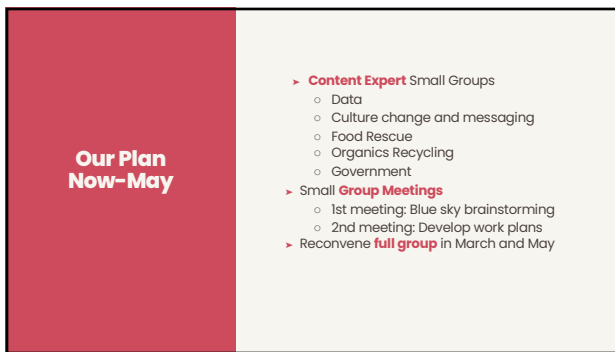 Our Plan
Now-May
➤ Content Expert Small Groups
○ Data
○ Culture change and messaging
○ Food Rescue
○ Organics Recycling
○ Government
➤ Small Group Meetings
○ 1st meeting: Blue sky brainstorming
○ 2nd meeting: Develop work plans
➤ Reconvene full group in March and May